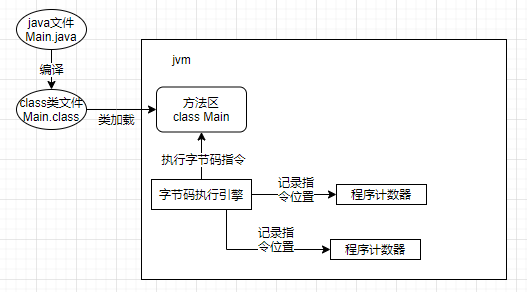 java文件
Main.java
编译
class类文件
Main.class
类加载
jvm
方法区
class Main
执行字节码指令
字节码执行引擎
记录指
令位置
程序计数器
记录指
令位置
程序计数器